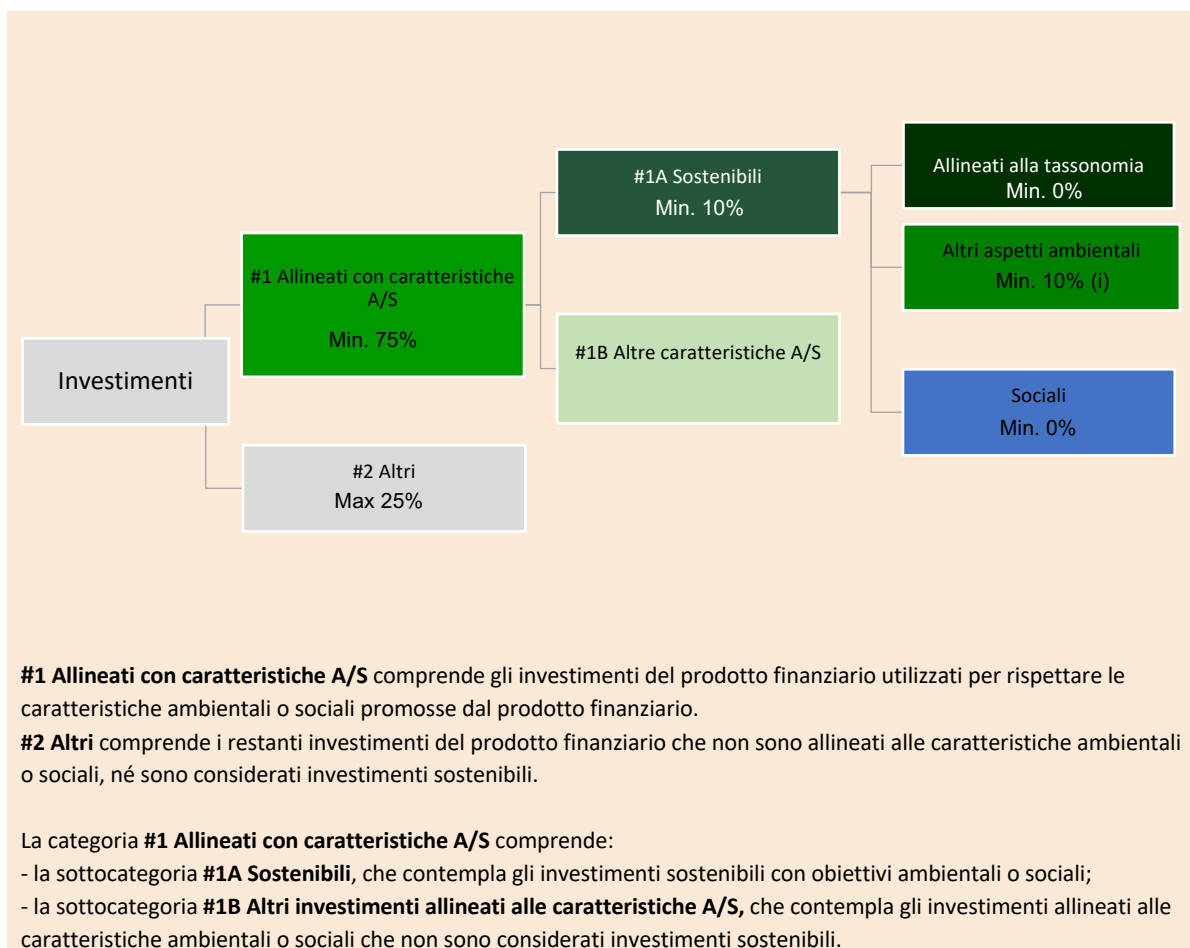 Investimenti
#1 Allineati con caratteristiche
A/S
Min. 75%
#2 Altri
Max 25%
#1A Sostenibili
Min. 10%
#1B Altre caratteristiche A/S
Allineati alla tassonomia
Min. 0%
Altri aspetti ambientali
Min. 10% (i)
Sociali
Min. 0%
#1 Allineati con caratteristiche A/S comprende gli investimenti del prodotto finanziario utilizzati per rispettare le
caratteristiche ambientali o sociali promosse dal prodotto finanziario.
#2 Altri comprende i restanti investimenti del prodotto finanziario che non sono allineati alle caratteristiche ambientali
o sociali, né sono considerati investimenti sostenibili.
La categoria #1 Allineati con caratteristiche A/S comprende:
- la sottocategoria #1A Sostenibili, che contempla gli investimenti sostenibili con obiettivi ambientali o sociali;
- la sottocategoria #1B Altri investimenti allineati alle caratteristiche A/S, che contempla gli investimenti allineati alle
caratteristiche ambientali o sociali che non sono considerati investimenti sostenibili.